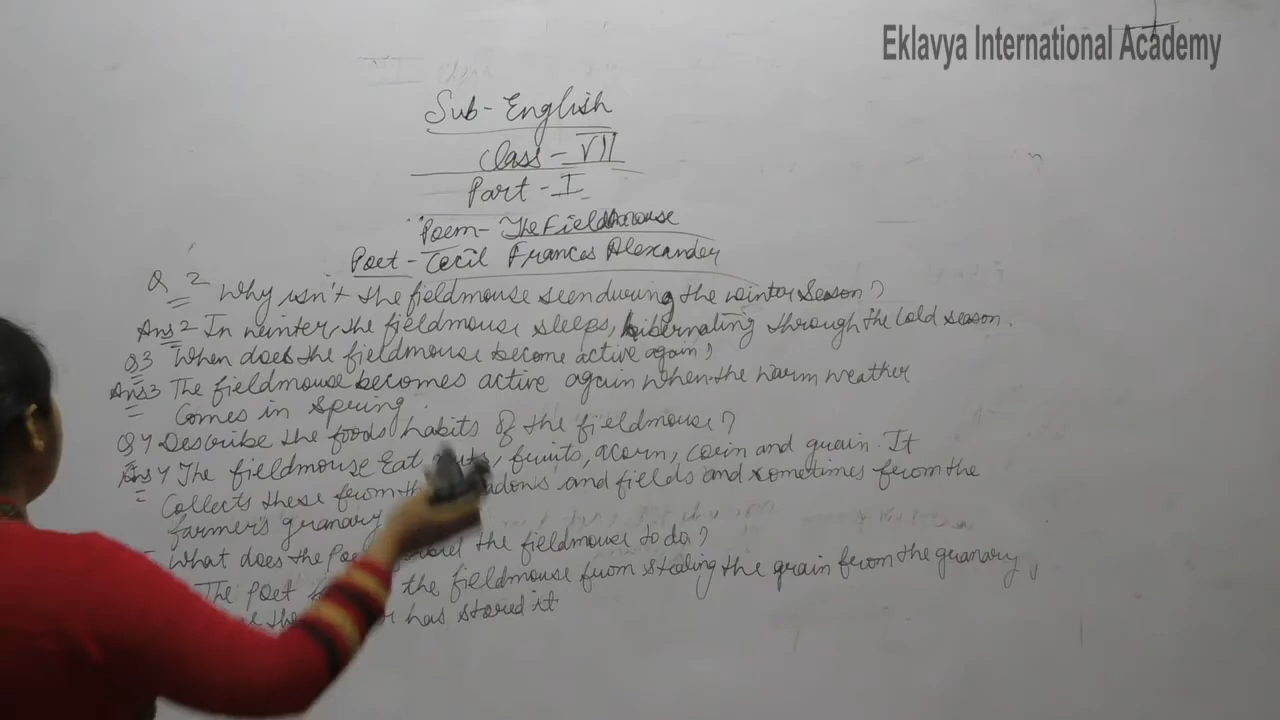 Eklavya International Academy
Sub- English
Class - VII
Part - I
Poem- The Fieldmouse
Poet - Cecil Frances Alexander
Q 2 Why isn't the fieldmouse seen during the winter Season?
Ans 2 In winter, the fieldmouse sleeps, hibernating through the Cold season.
Q3 When does the fieldmouse become active again?
Ans3 The fieldmouse becomes active again when the warm weather
Comes in Spring.
Q4 Describe the foods habits of the fieldmouse?
Ans 4 The fieldmouse Eat, fruits, acorn, corn and grain. It
Collects these from and fields and sometimes from the
farmer's granary
What does the the fieldmouse to do?
The Poet the fieldmouse from stealing the grain from the granary,
has stored it